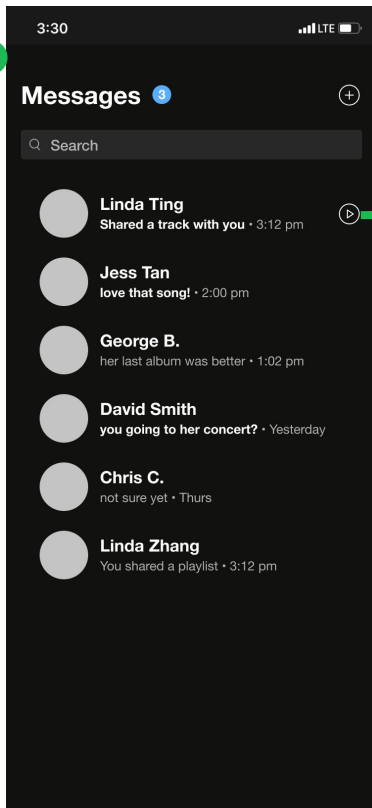 3:30 LTE
Messages 3
Search
Linda Ting
Shared a track with you • 3:12 pm
Jess Tan
love that song! • 2:00 pm
George B.
her last album was better • 1:02 pm
David Smith
you going to her concert? • Yesterday
Chris C.
not sure yet • Thurs
Linda Zhang
You shared a playlist • 3:12 pm